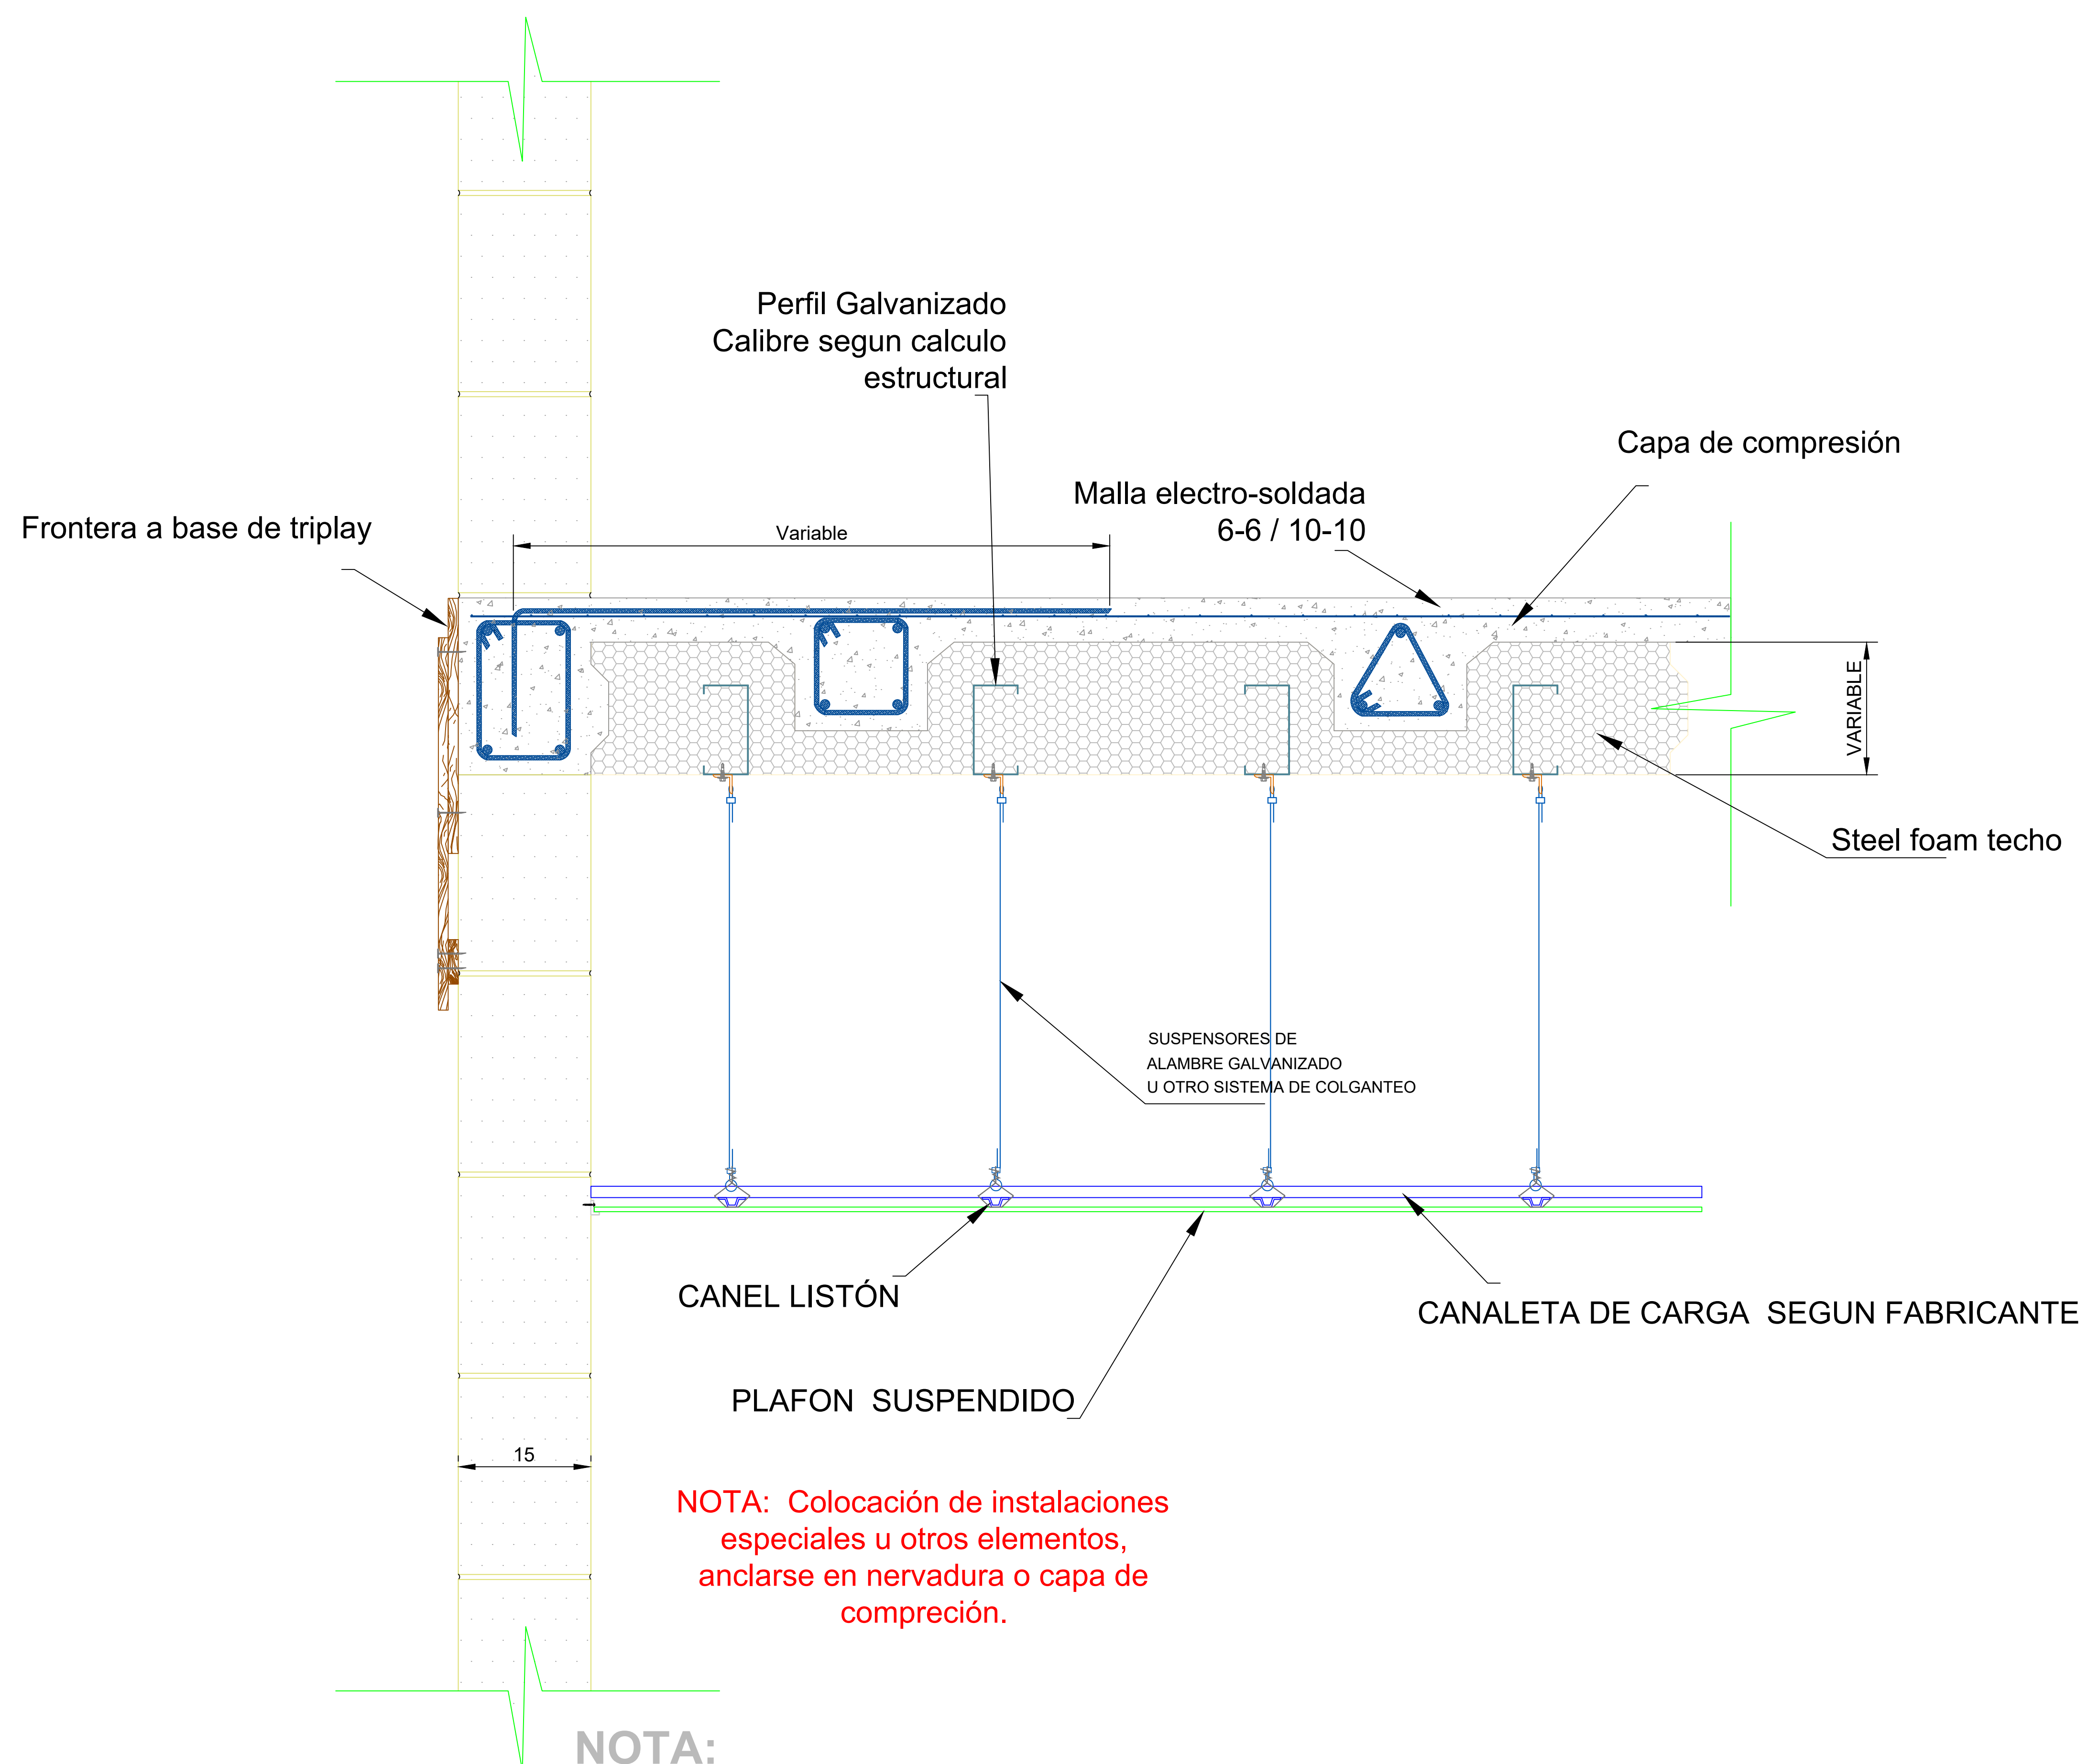 Perfil Galvanizado
Calibre segun calculo
estructural
Capa de compresión
Malla electro-soldada
6-6 / 10-10
Frontera a base de triplay
Variable
VARIABLE
Steel foam techo
SUSPENSORES DE
ALAMBRE GALVANIZADO
U OTRO SISTEMA DE COLGANTEO
CANEL LISTÓN
CANALETA DE CARGA  SEGUN FABRICANTE
PLAFON  SUSPENDIDO
15
NOTA:  Colocación de instalaciones
especiales u otros elementos,
anclarse en nervadura o capa de
compreción.
NOTA: